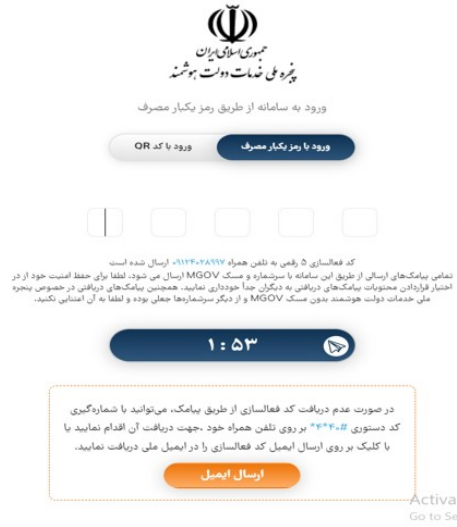 جمهوری اسلامی ایران
پنجره ملی خدمات دولت هوشمند
ورود به سامانه از طریق رمز یکبار مصرف
ورود با رمز یکبار مصرف
ورود با کد QR
کد فعالسازی ۵ رقمی به تلفن همراه ۰۹۱۲۴۰۲۸۹۹۷ ارسال شده است
تمامی پیامک‌های ارسالی از طریق این سامانه با سرشماره و مسک MGOV ارسال می شود. لطفا برای حفظ امنیت خود از در
اختیار قراردادن محتویات پیامک‌های دریافتی به دیگران جداً خودداری نمایید. همچنین پیامک‌های دریافتی در خصوص پنجره
ملی خدمات دولت هوشمند بدون مسک MGOV و از دیگر سرشماره‌ها جعلی بوده و لطفا به آن اعتنایی نکنید.
۱ : ۵۳
در صورت عدم دریافت کد فعالسازی از طریق پیامک، می‌توانید با شماره‌گیری
کد دستوری #۴۰*۴* بر روی تلفن همراه خود ،جهت دریافت آن اقدام نمایید یا
با کلیک بر روی ارسال ایمیل کد فعالسازی را در ایمیل ملی دریافت نمایید.
ارسال ایمیل
Activa
Go to Se